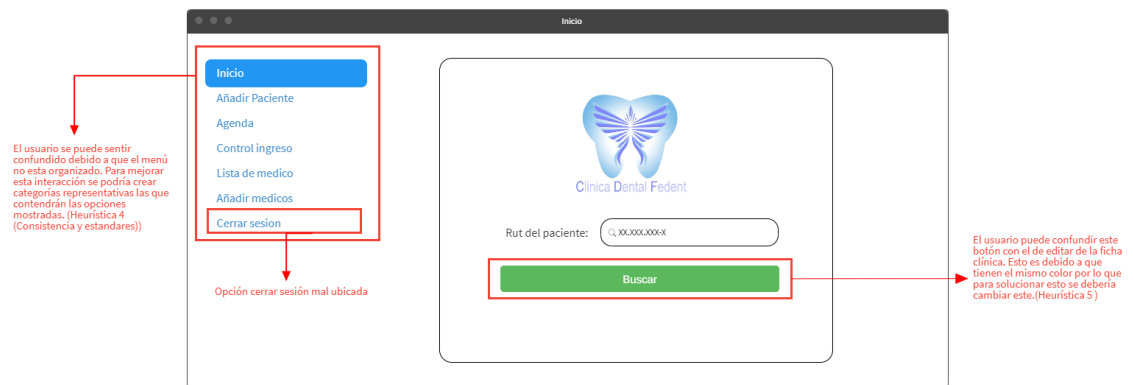 Inicio
Inicio
Añadir Paciente
Agenda
Control ingreso
Lista de medico
Añadir medicos
Cerrar sesion
El usuario se puede sentir
confundido debido a que el menú
no esta organizado. Para mejorar
esta interacción se podría crear
categorías representativas las que
contendrán las opciones
mostradas. (Heurística 4
(Consistencia y estandares))
Opción cerrar sesión mal ubicada
Clinica Dental Fedent
Rut del paciente:
XX.XXX.XXX-X
Buscar
El usuario puede confundir este
botón con el de editar de la ficha
clínica. Esto es debido a que
tienen el mismo color por lo que
para solucionar esto se debería
cambiar este.(Heurística 5 )